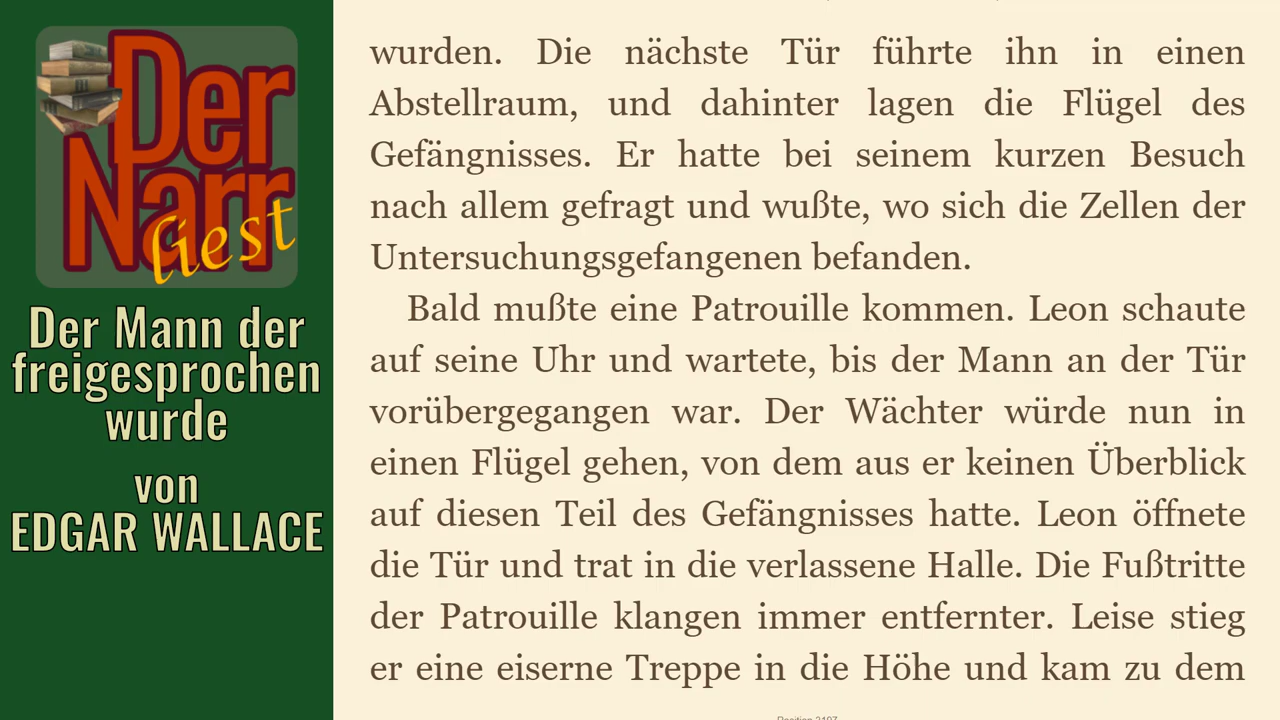 Der
Narr
liest
Der Mann der
freigesprochen
wurde
von
EDGAR WALLACE
wurden. Die nächste Tür führte ihn in einen
Abstellraum, und dahinter lagen die Flügel des
Gefängnisses. Er hatte bei seinem kurzen Besuch
nach allem gefragt und wußte, wo sich die Zellen der
Untersuchungsgefangenen befanden.
Bald mußte eine Patrouille kommen. Leon schaute
auf seine Uhr und wartete, bis der Mann an der Tür
vorübergegangen war. Der Wächter würde nun in
einen Flügel gehen, von dem aus er keinen Überblick
auf diesen Teil des Gefängnisses hatte. Leon öffnete
die Tür und trat in die verlassene Halle. Die Fußtritte
der Patrouille klangen immer entfernter. Leise stieg
er eine eiserne Treppe in die Höhe und kam zu dem